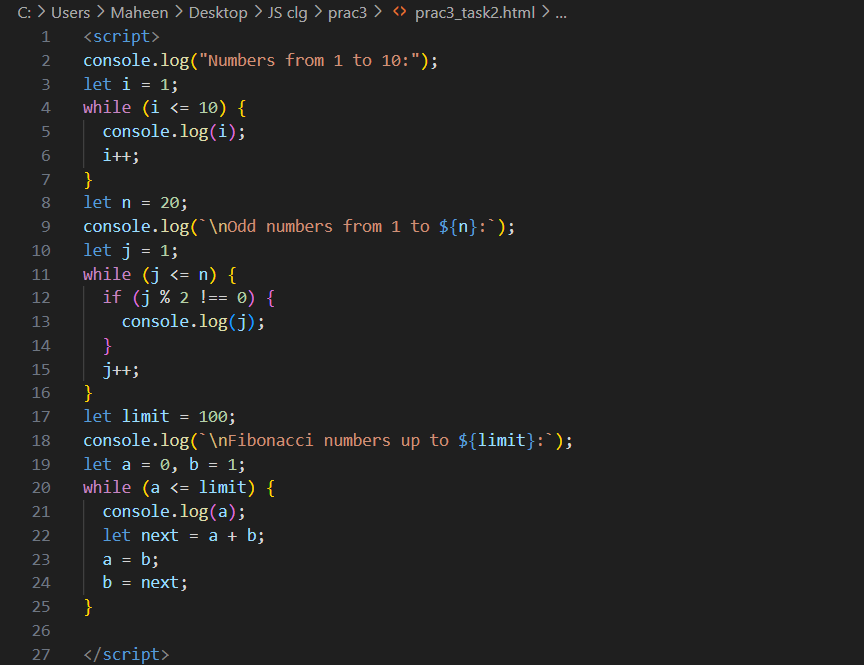 C: > Users > Maheen > Desktop > JS clg > prac3 > <> prac3_task2.html > ...
1 <script>
2 console.log("Numbers from 1 to 10:");
3 let i = 1;
4 while (i <= 10) {
5   console.log(i);
6   i++;
7 }
8 let n = 20;
9 console.log(`\nOdd numbers from 1 to ${n}:`);
10 let j = 1;
11 while (j <= n) {
12   if (j % 2 !== 0) {
13     console.log(j);
14   }
15   j++;
16 }
17 let limit = 100;
18 console.log(`\nFibonacci numbers up to ${limit}:`);
19 let a = 0, b = 1;
20 while (a <= limit) {
21   console.log(a);
22   let next = a + b;
23   a = b;
24   b = next;
25 }
26
27 </script>